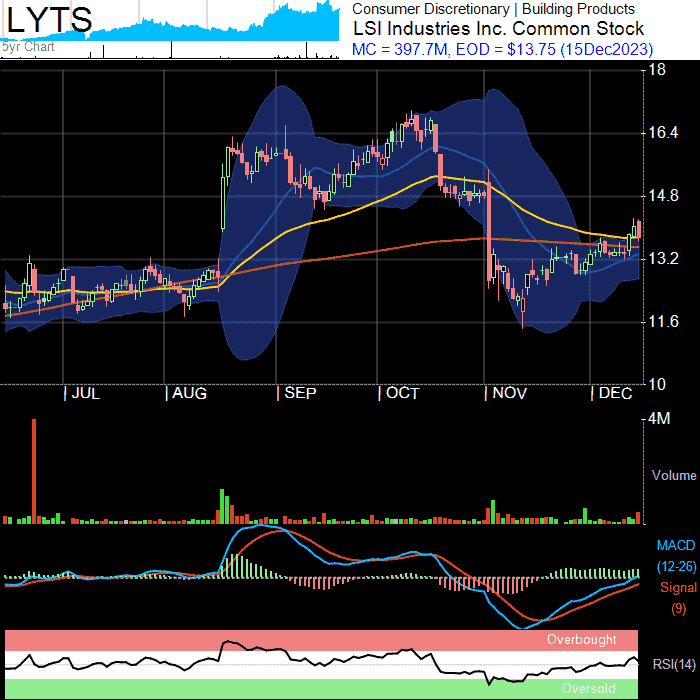 LYTS
5yr Chart
Consumer Discretionary | Building Products
LSI Industries Inc. Common Stock
MC = 397.7M, EOD = $13.75 (15Dec2023)
18
16.4
14.8
13.2
11.6
10
| JUL | AUG | SEP | OCT | NOV | DEC
4M
Volume
MACD
(12-26)
Signal
(9)
Overbought
RSI(14)
Oversold